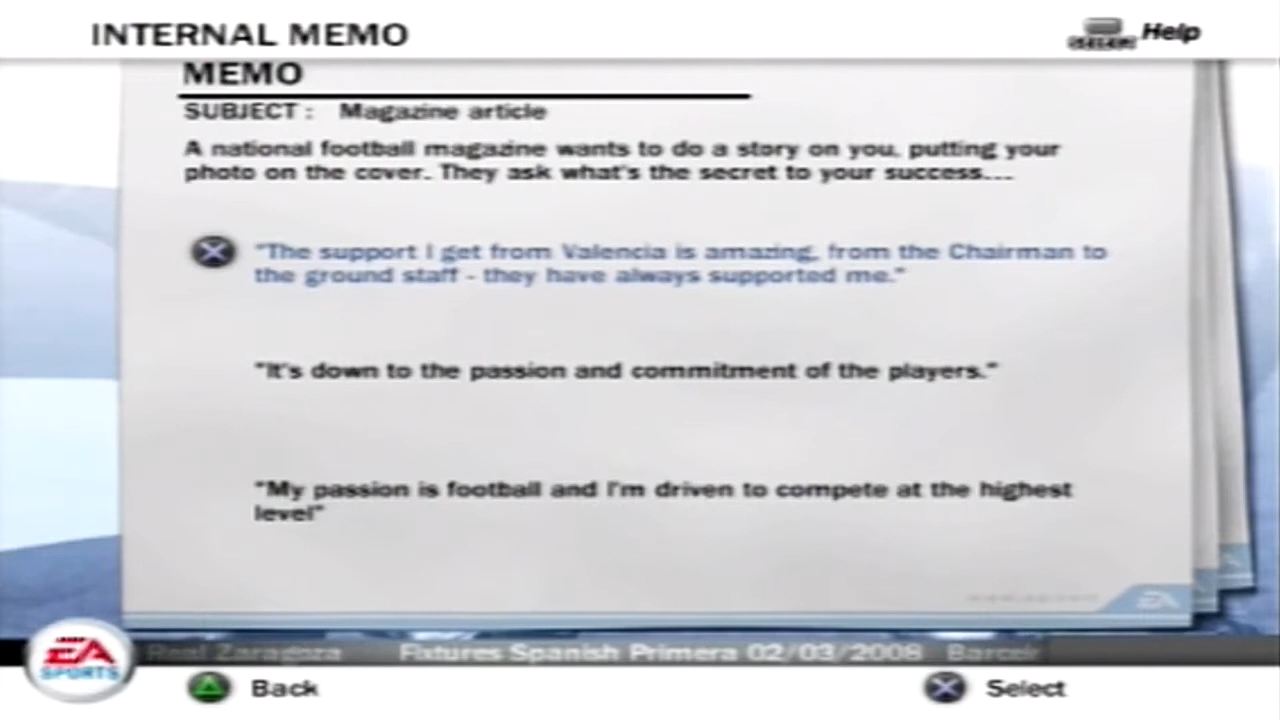 INTERNAL MEMO
Help
MEMO
SUBJECT : Magazine article
A national football magazine wants to do a story on you, putting your
photo on the cover. They ask what's the secret to your success...
"The support I get from Valencia is amazing, from the Chairman to
the ground staff - they have always supported me."
"It's down to the passion and commitment of the players."
"My passion is football and I'm driven to compete at the highest
level"
EA
EA
SPORTS
Real Zaragoza Fixtures Spanish Primera 02/03/2008
Back
Select